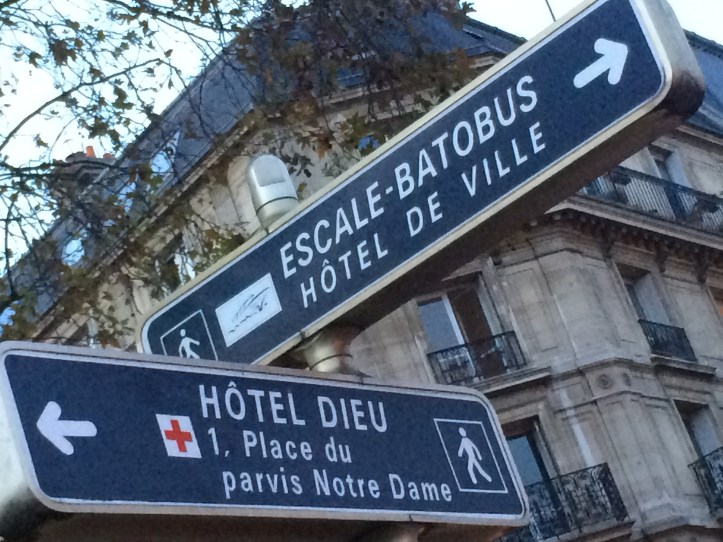 ESCALE-BATOBUS
HÔTEL DE VILLE
HÔTEL DIEU
1, Place du
parvis Notre Dame